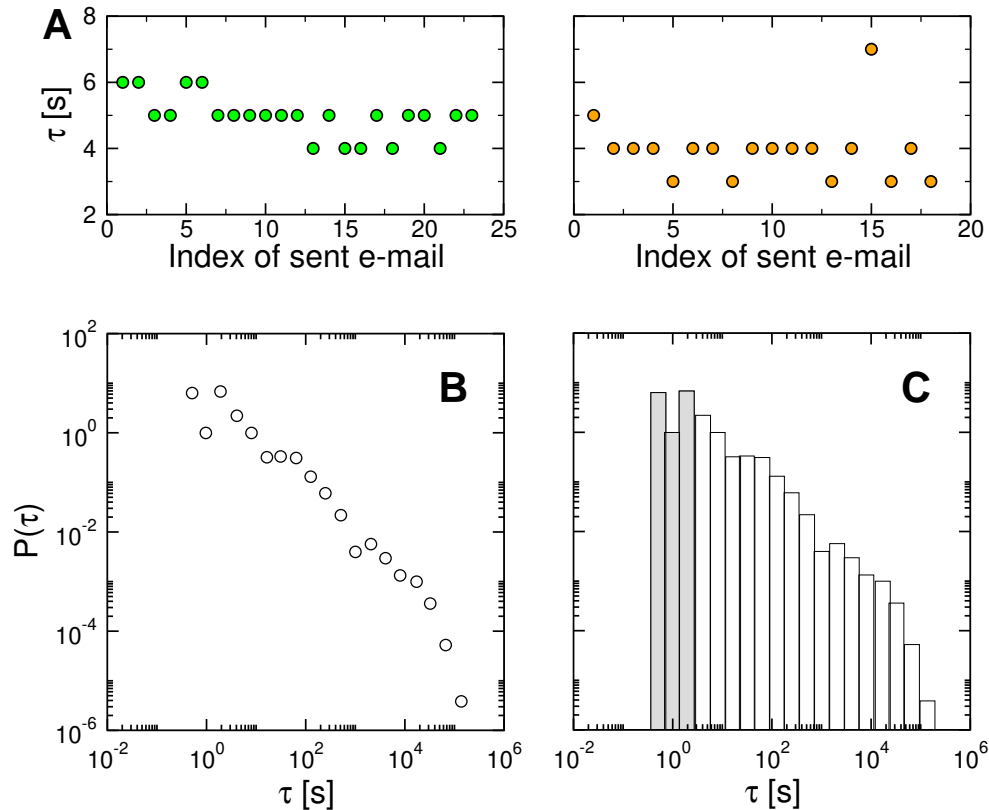 A
8
6
4
2
τ [s]
0 5 10 15 20 25
0 5 10 15 20
Index of sent e-mail
Index of sent e-mail
B
C
10^2
10^0
10^-2
10^-4
10^-6
P(τ)
10^-2 10^0 10^2 10^4 10^6
10^-2 10^0 10^2 10^4 10^6
τ [s]
τ [s]